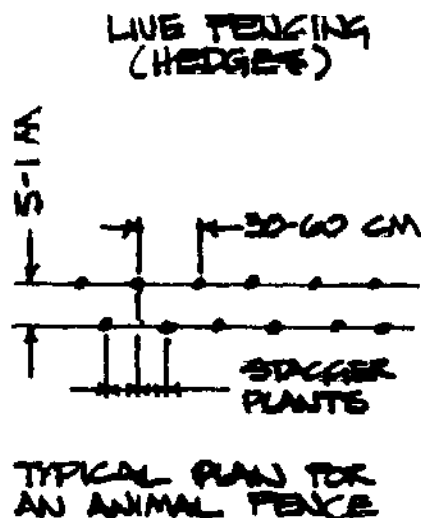 LIVE FENCING
(HEDGES)
5-1 M
30-60 CM
STAGGER
PLANTS
TYPICAL PLAN FOR
AN ANIMAL FENCE